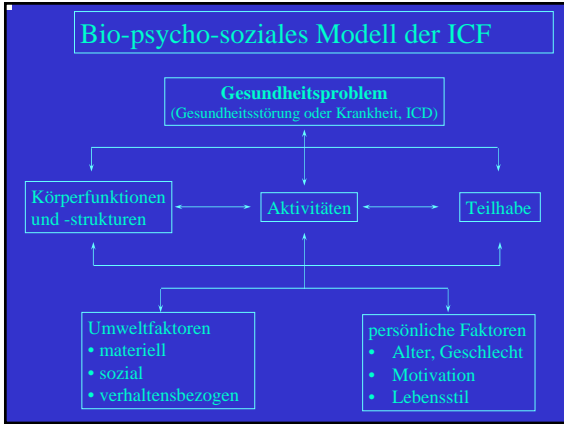 Bio-psycho-soziales Modell der ICF
Gesundheitsproblem
(Gesundheitsstörung oder Krankheit, ICD)
Körperfunktionen
und -strukturen
Aktivitäten
Teilhabe
Umweltfaktoren
• materiell
• sozial
• verhaltensbezogen
persönliche Faktoren
• Alter, Geschlecht
• Motivation
• Lebensstil